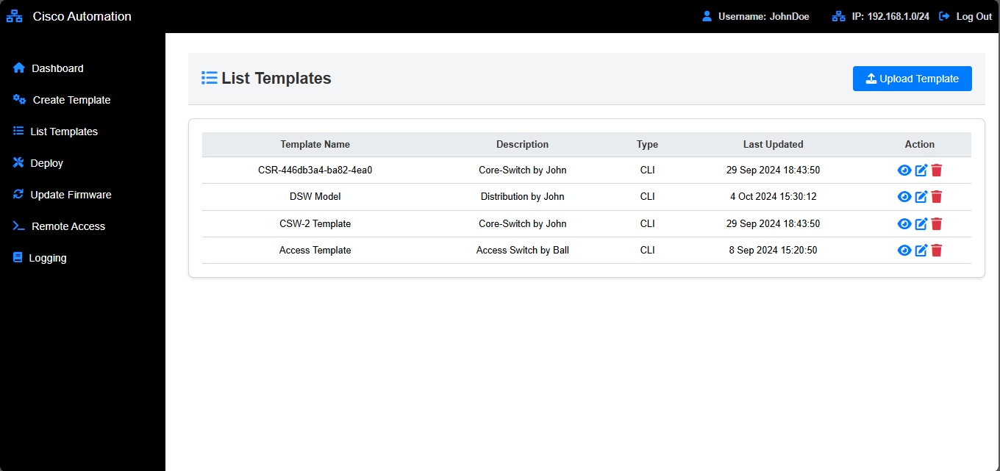 Cisco Automation Username: JohnDoe IP: 192.168.1.0/24 Log Out
Dashboard
Create Template
List Templates
Deploy
Update Firmware
Remote Access
Logging
List Templates Upload Template
Template Name Description Type Last Updated Action
CSR-446db3a4-ba82-4ea0 Core-Switch by John CLI 29 Sep 2024 18:43:50
DSW Model Distribution by John CLI 4 Oct 2024 15:30:12
CSW-2 Template Core-Switch by John CLI 29 Sep 2024 18:43:50
Access Template Access Switch by Ball CLI 8 Sep 2024 15:20:50